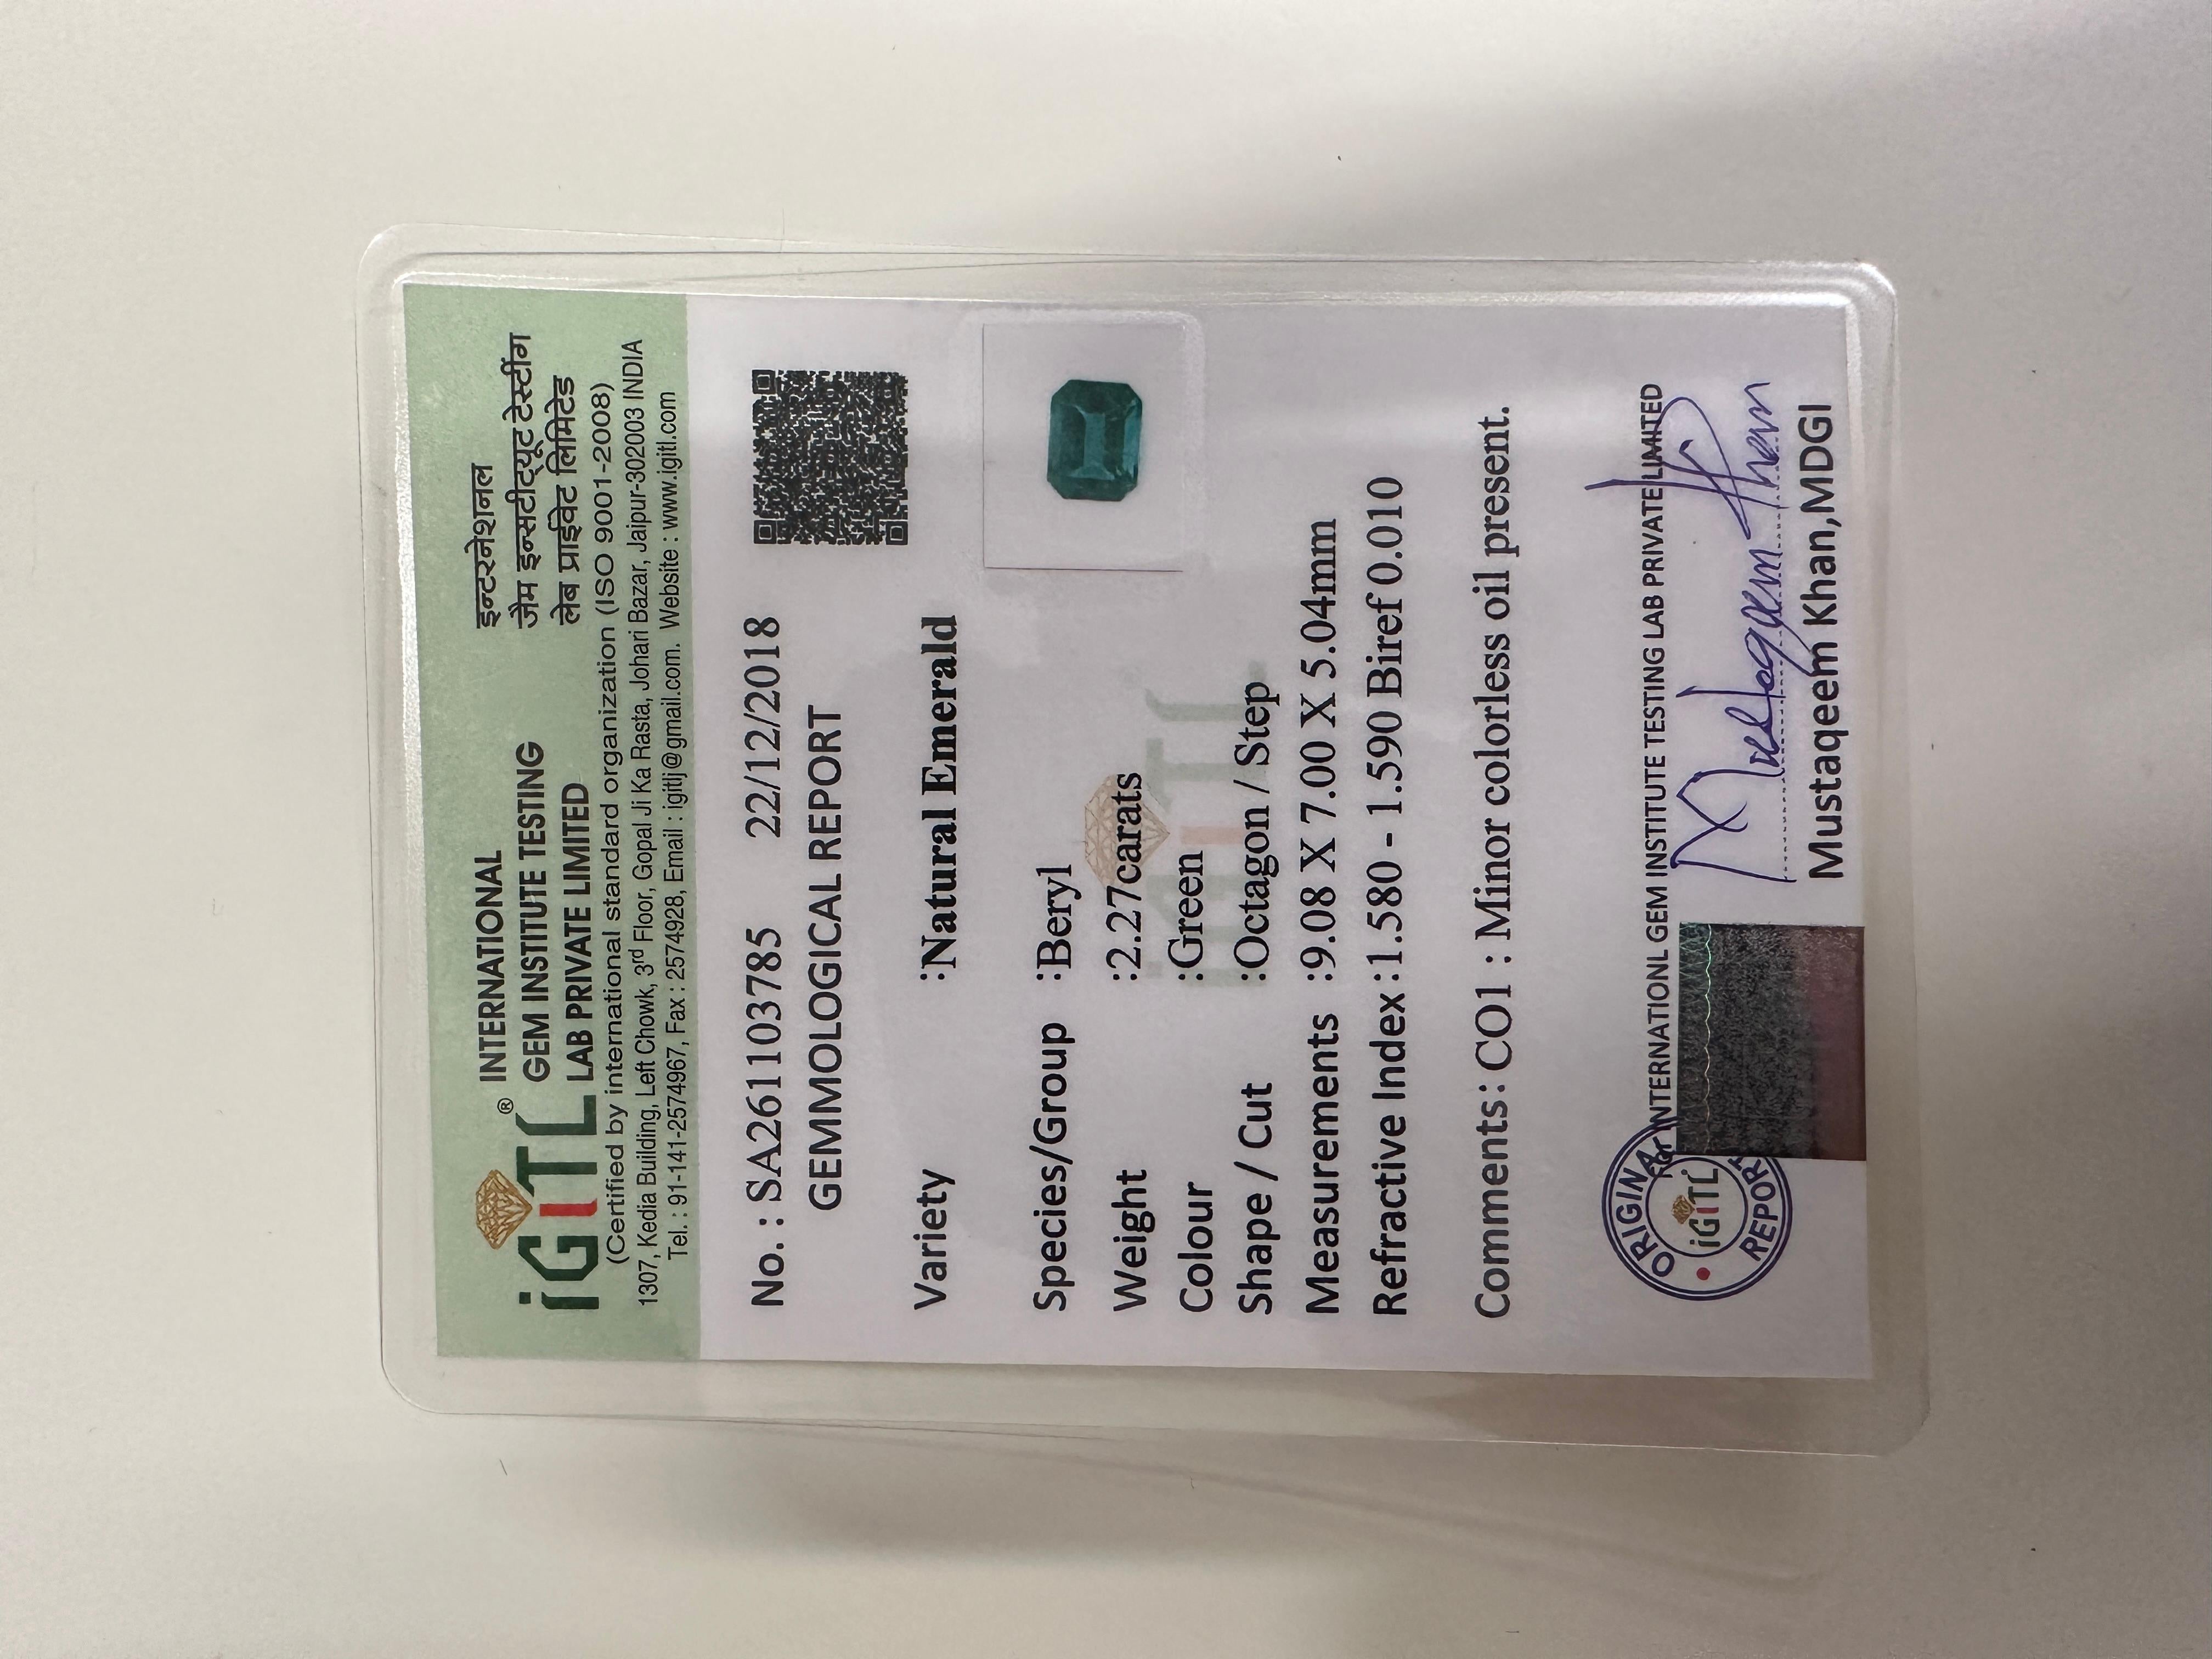 iGiTL®
INTERNATIONAL
GEM INSTITUTE TESTING
LAB PRIVATE LIMITED
इन्टरनेशनल
जैम इन्सटीट्यूट टेस्टींग
लेब प्राईवेट लिमिटेड
(Certified by international standard organization (ISO 9001-2008)
1307, Kedia Building, Left Chowk, 3rd Floor, Gopal Ji Ka Rasta, Johari Bazar, Jaipur-302003 INDIA
Tel. : 91-141-2574967, Fax : 2574928, Email : igitlj@gmail.com. Website : www.igitl.com
No. : SA261103785 22/12/2018
GEMMOLOGICAL REPORT
Variety :Natural Emerald
Species/Group :Beryl
Weight :2.27carats
Colour :Green
Shape / Cut :Octagon / Step
Measurements :9.08 X 7.00 X 5.04mm
Refractive Index :1.580 - 1.590 Biref 0.010
Comments: CO1 : Minor colorless oil present.
iGiTL
For INTERNATIONL GEM INSTITUTE TESTING LAB PRIVATE LIMITED
ORIGINAL
iGiTL
REPORT
Mustaqeem Khan
Mustaqeem Khan,MDGI